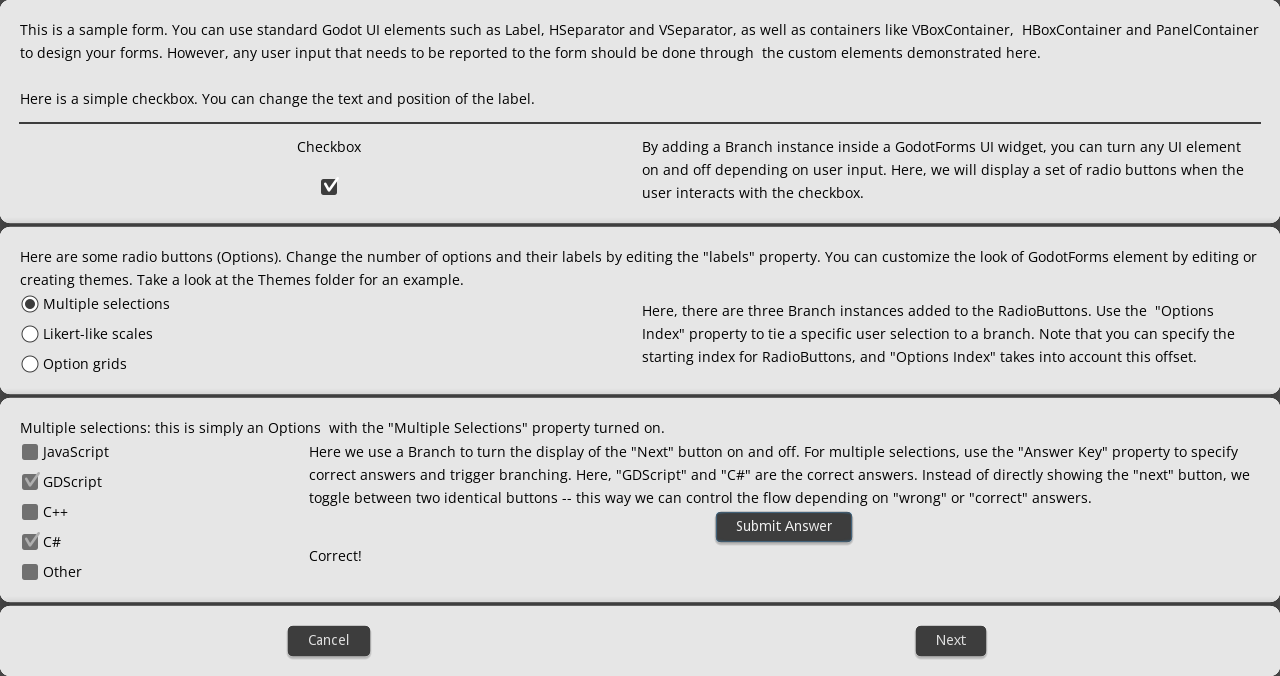 This is a sample form. You can use standard Godot UI elements such as Label, HSeparator and VSeparator, as well as containers like VBoxContainer,  HBoxContainer and PanelContainer
to design your forms. However, any user input that needs to be reported to the form should be done through  the custom elements demonstrated here.
Here is a simple checkbox. You can change the text and position of the label.
Checkbox
By adding a Branch instance inside a GodotForms UI widget, you can turn any UI element
on and off depending on user input. Here, we will display a set of radio buttons when the
user interacts with the checkbox.
Here are some radio buttons (Options). Change the number of options and their labels by editing the "labels" property. You can customize the look of GodotForms element by editing or
creating themes. Take a look at the Themes folder for an example.
Multiple selections
Likert-like scales
Option grids
Here, there are three Branch instances added to the RadioButtons. Use the  "Options
Index" property to tie a specific user selection to a branch. Note that you can specify the
starting index for RadioButtons, and "Options Index" takes into account this offset.
Multiple selections: this is simply an Options  with the "Multiple Selections" property turned on.
JavaScript
GDScript
C++
C#
Other
Here we use a Branch to turn the display of the "Next" button on and off. For multiple selections, use the "Answer Key" property to specify
correct answers and trigger branching. Here, "GDScript" and "C#" are the correct answers. Instead of directly showing the "next" button, we
toggle between two identical buttons -- this way we can control the flow depending on "wrong" or "correct" answers.
Submit Answer
Correct!
Cancel
Next